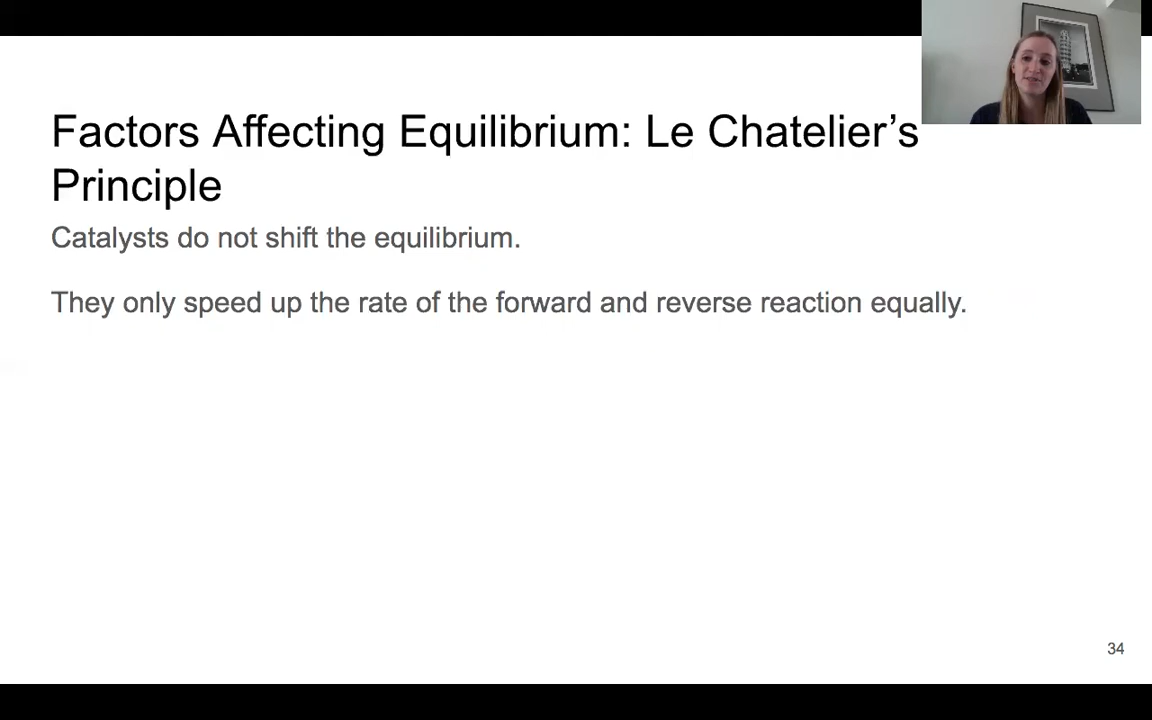 Factors Affecting Equilibrium: Le Chatelier’s
Principle
Catalysts do not shift the equilibrium.
They only speed up the rate of the forward and reverse reaction equally.
34